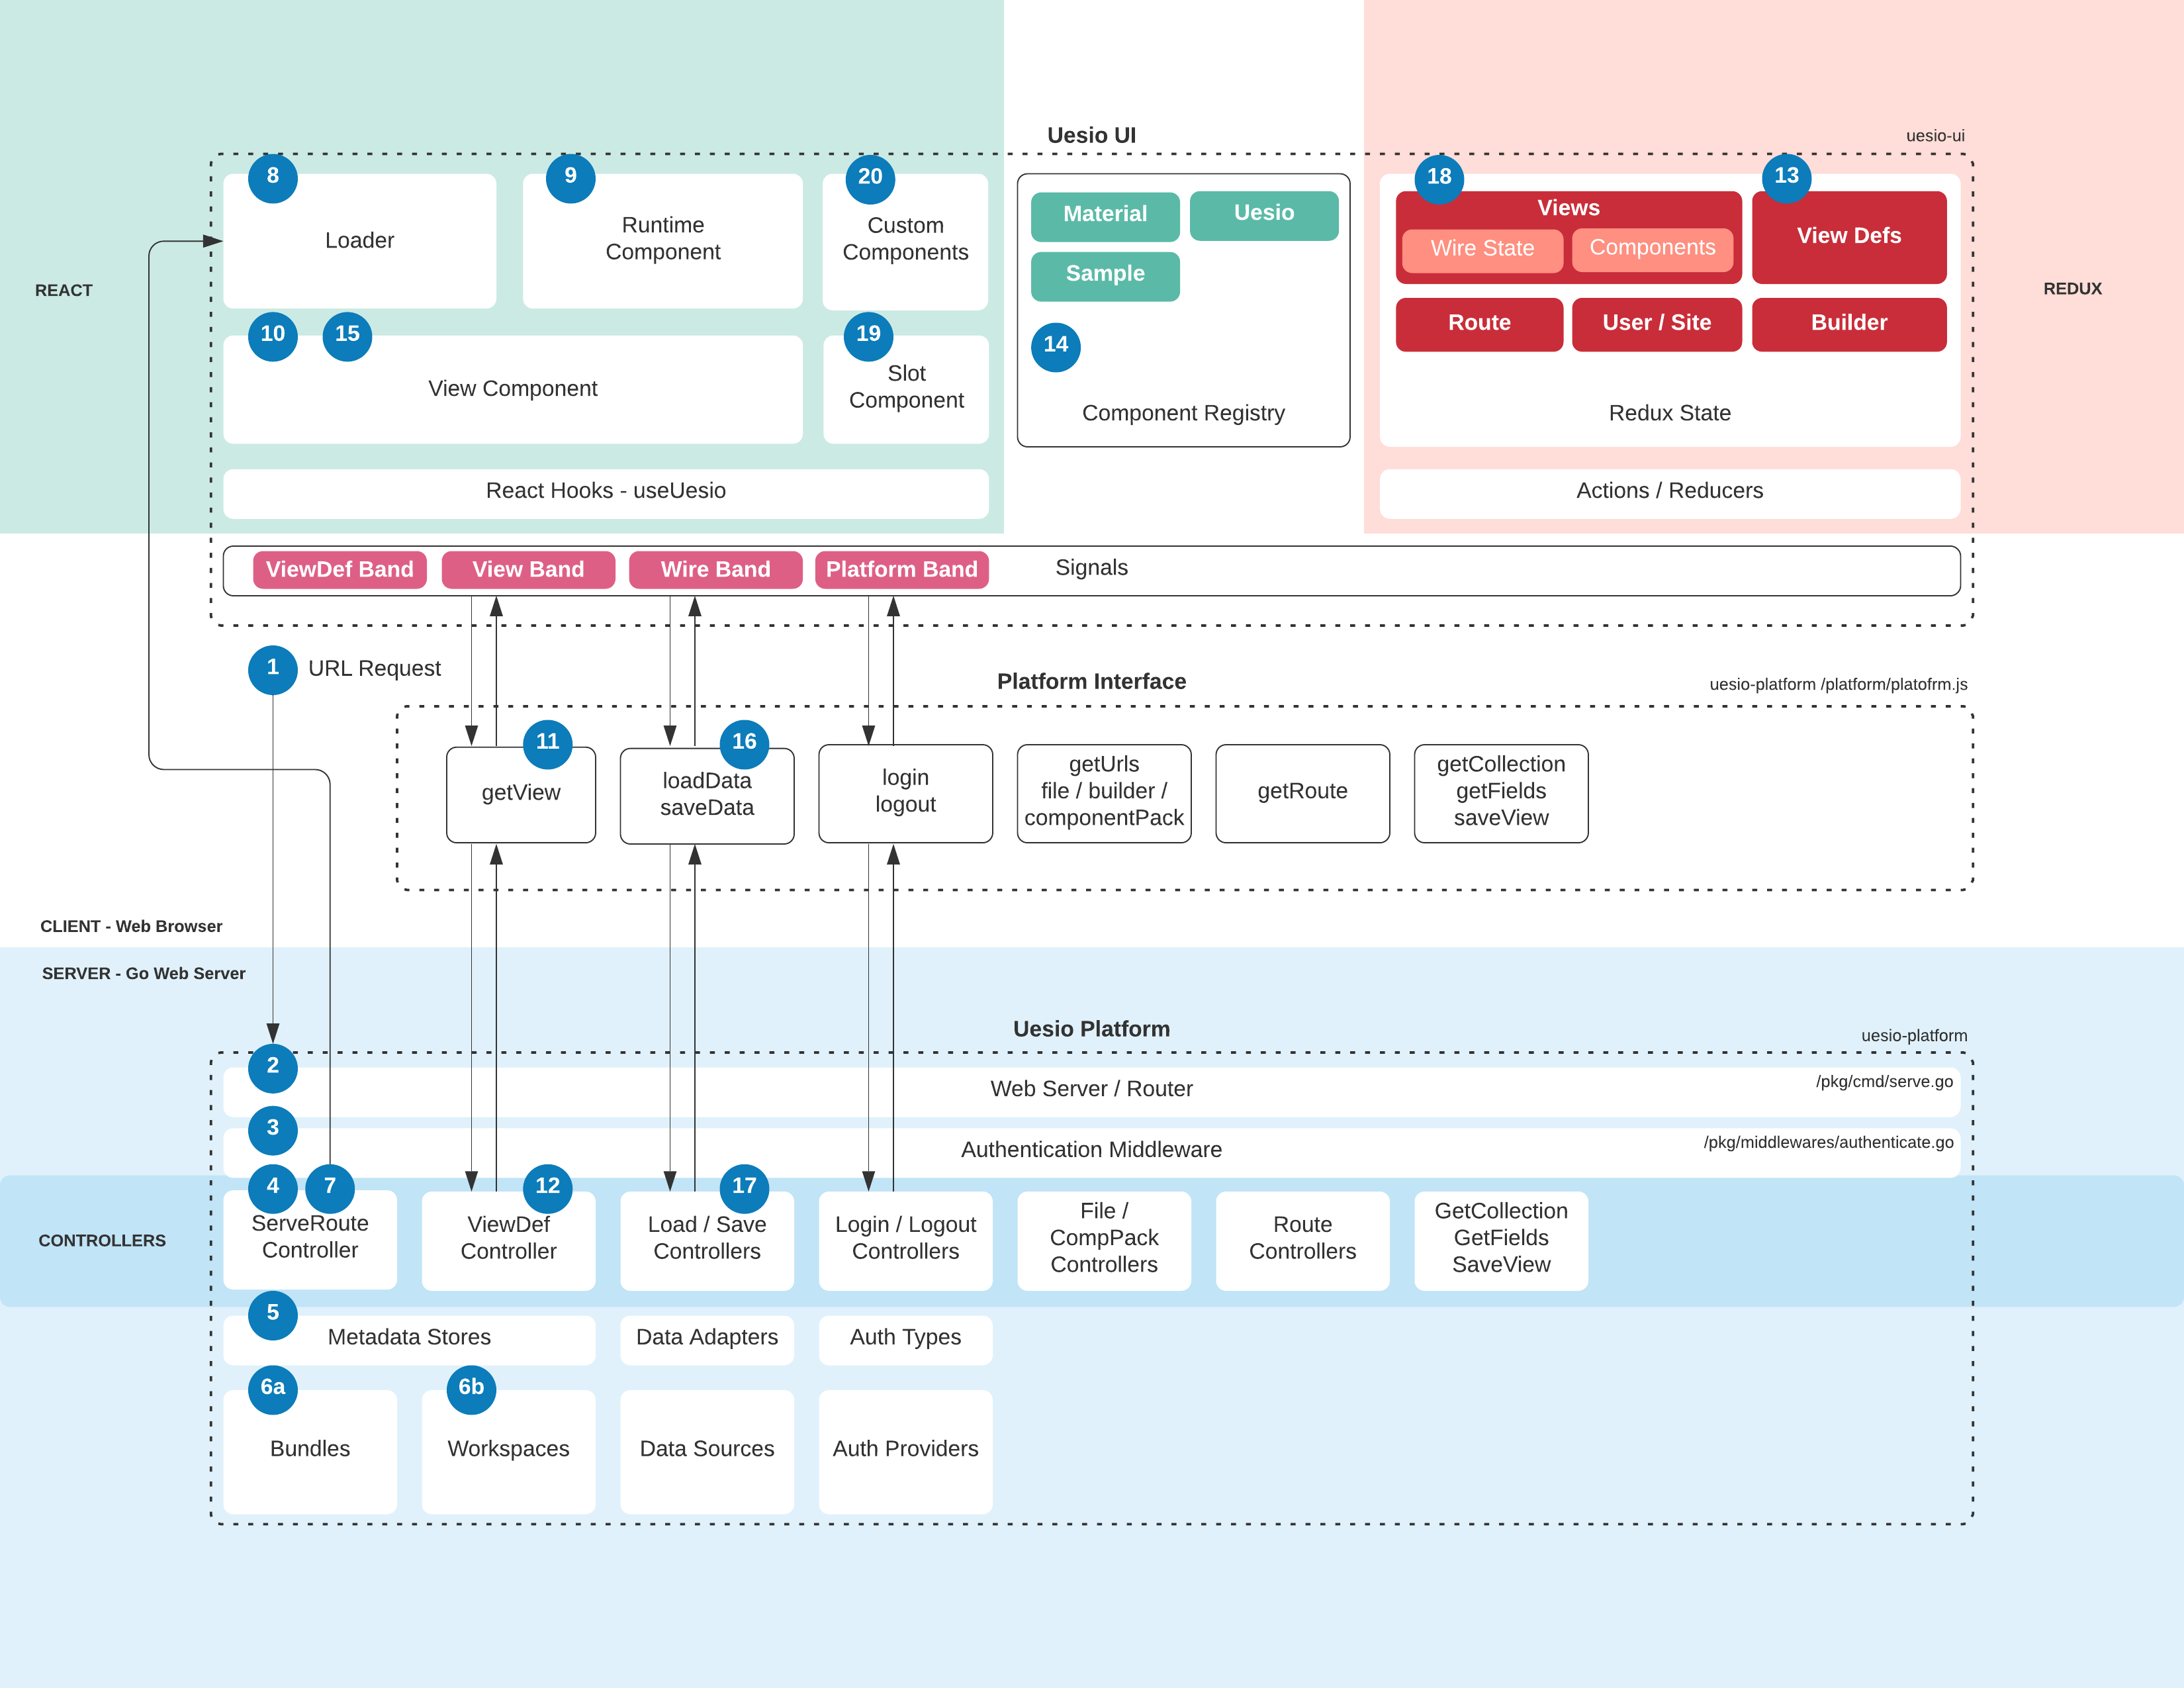 Uesio UI
uesio-ui
8
9
20
18
13
Loader
Runtime
Component
Custom
Components
Material
Uesio
Sample
Views
Wire State
Components
View Defs
REACT
REDUX
10
15
19
14
Route
User / Site
Builder
View Component
Slot
Component
Component Registry
Redux State
React Hooks - useUesio
Actions / Reducers
ViewDef Band
View Band
Wire Band
Platform Band
Signals
1
URL Request
Platform Interface
uesio-platform /platform/platofrm.js
11
16
getView
loadData
saveData
login
logout
getUrls
file / builder /
componentPack
getRoute
getCollection
getFields
saveView
CLIENT - Web Browser
SERVER - Go Web Server
Uesio Platform
uesio-platform
2
Web Server / Router
/pkg/cmd/serve.go
3
Authentication Middleware
/pkg/middlewares/authenticate.go
4
7
12
17
CONTROLLERS
ServeRoute
Controller
ViewDef
Controller
Load / Save
Controllers
Login / Logout
Controllers
File /
CompPack
Controllers
Route
Controllers
GetCollection
GetFields
SaveView
5
Metadata Stores
Data Adapters
Auth Types
6a
6b
Bundles
Workspaces
Data Sources
Auth Providers